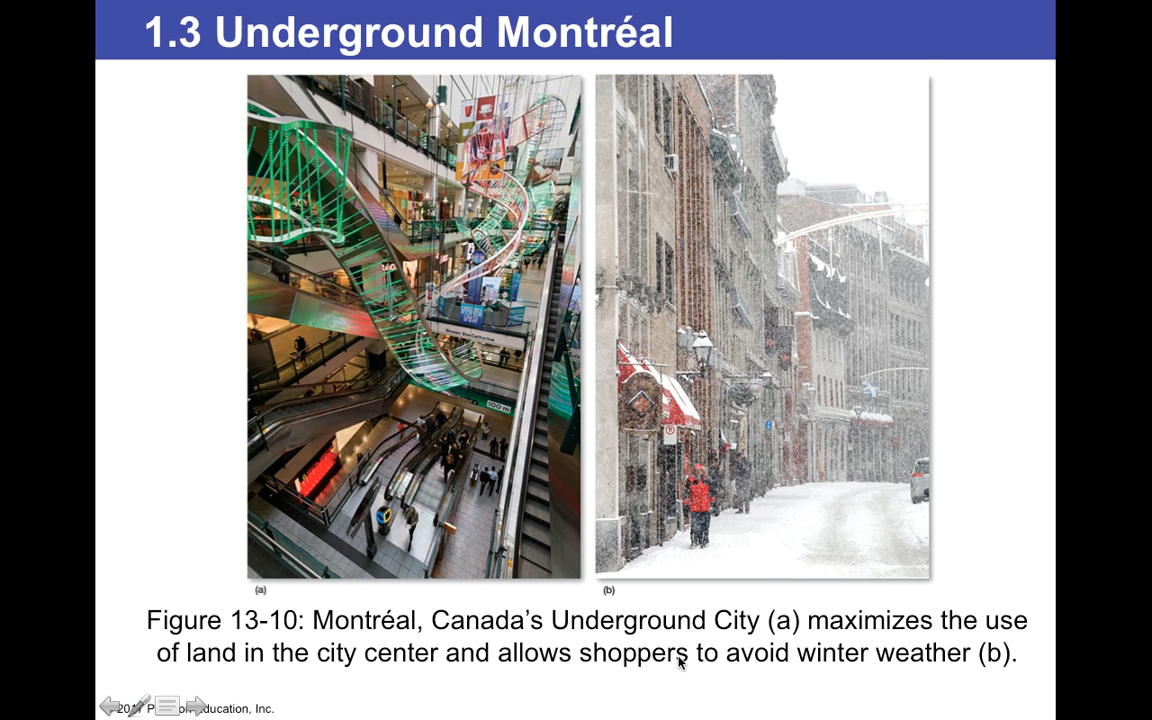 1.3 Underground Montréal
100 m
(a)
(b)
Figure 13-10: Montréal, Canada’s Underground City (a) maximizes the use
of land in the city center and allows shoppers to avoid winter weather (b).
Education, Inc.